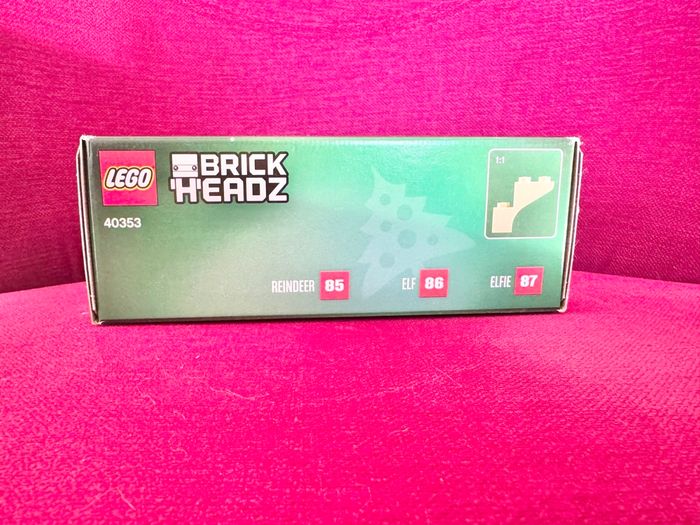 LEGO
BRICK
HEADZ
40353
1:1
REINDEER 85
ELF 86
ELFIE 87